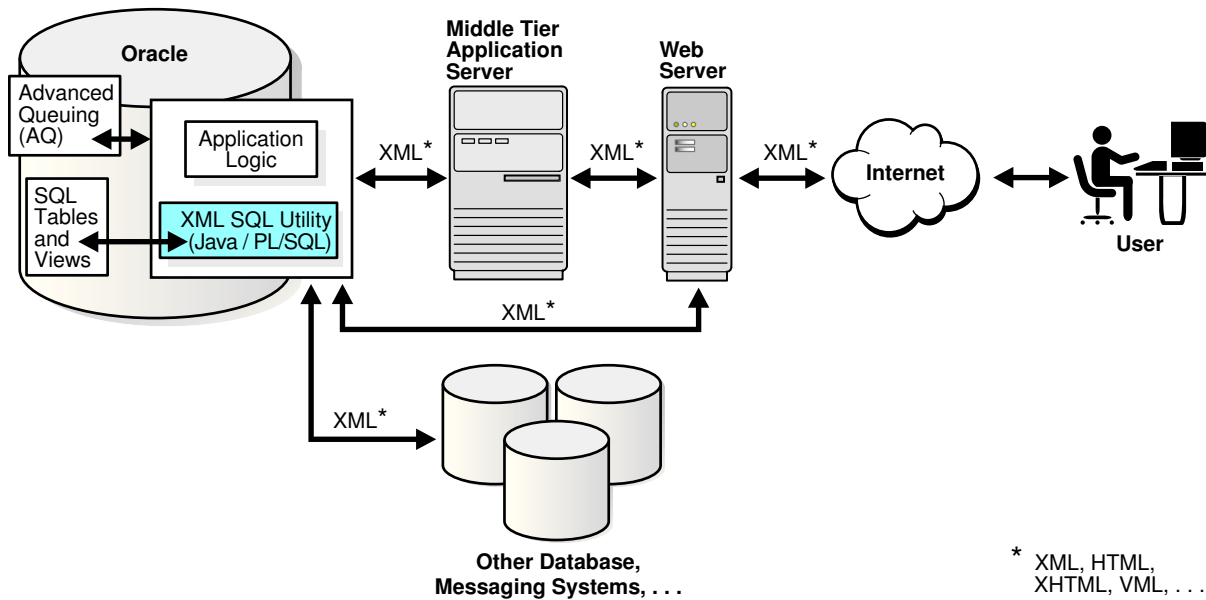 Oracle
Advanced
Queuing
(AQ)
Application
Logic
SQL
Tables
and
Views
XML SQL Utility
(Java / PL/SQL)
XML*
Middle Tier
Application
Server
XML*
Web
Server
XML*
Internet
User
XML*
XML*
Other Database,
Messaging Systems, . . .
* XML, HTML,
XHTML, VML, . . .